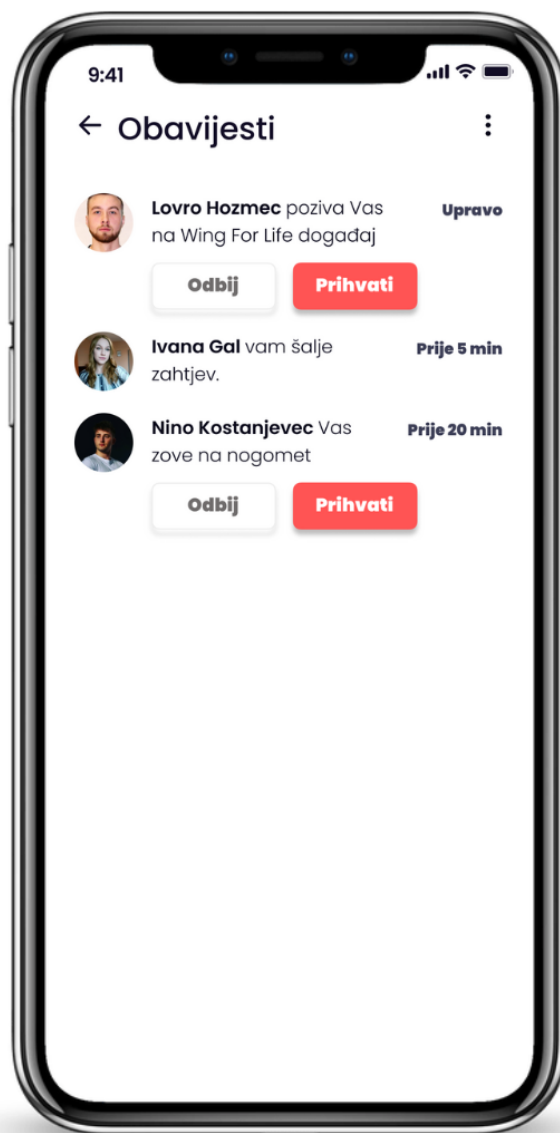 9:41
Obavijesti
Lovro Hozmec poziva Vas
na Wing For Life događaj
Upravo
Odbij
Prihvati
Ivana Gal vam šalje
zahtjev.
Prije 5 min
Nino Kostanjevec Vas
zove na nogomet
Prije 20 min
Odbij
Prihvati